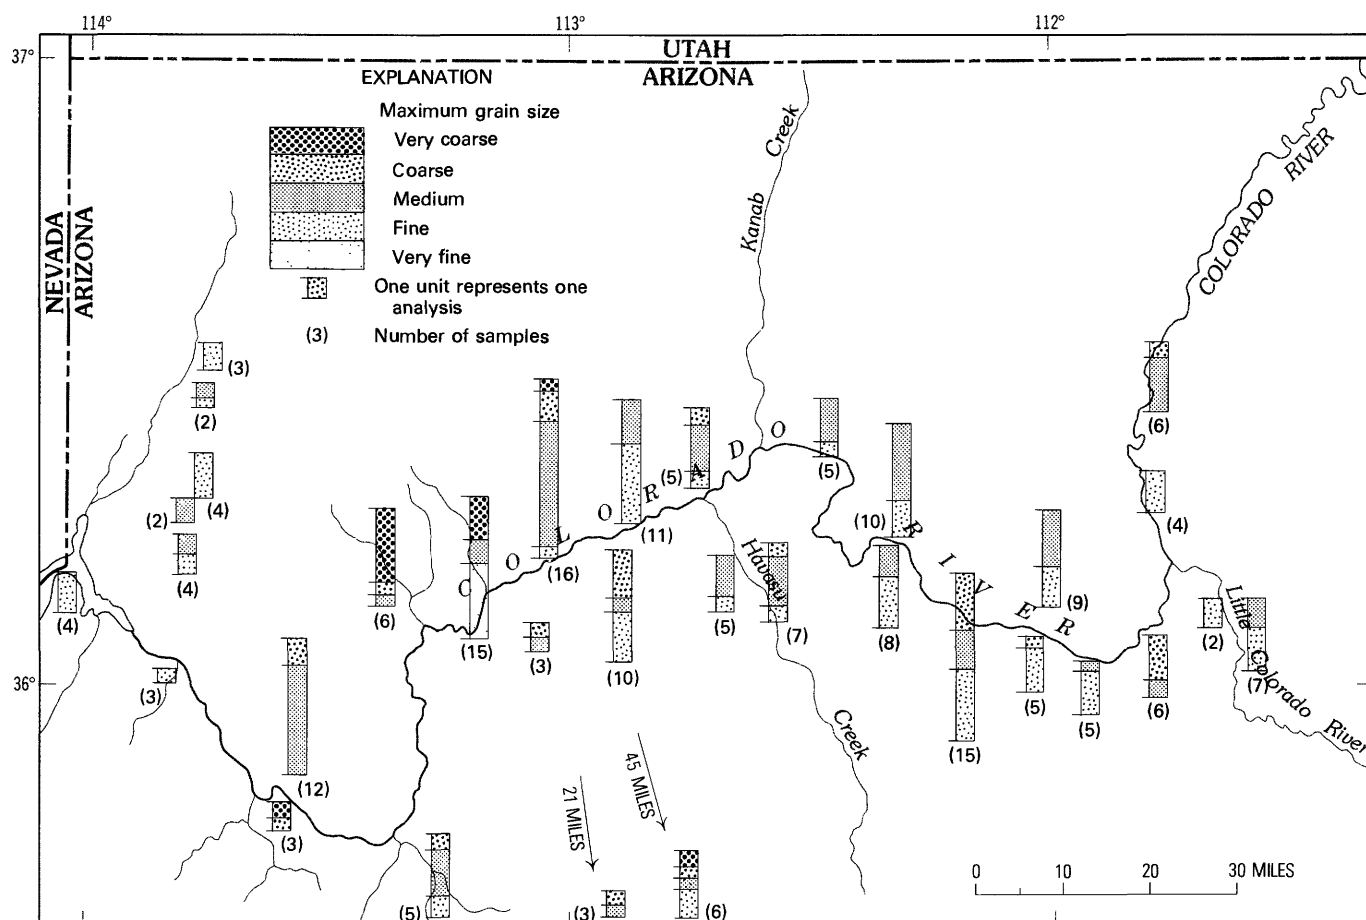 114°
113°
112°
37°
UTAH
ARIZONA
NEVADA
ARIZONA
EXPLANATION
Maximum grain size
Very coarse
Coarse
Medium
Fine
Very fine
One unit represents one
analysis
(3)
Number of samples
Kanab
Creek
COLORADO
RIVER
(3)
(2)
(4)
(2)
(4)
(4)
(3)
(12)
(3)
(6)
(15)
(16)
(3)
(11)
(10)
(5)
(5)
(7)
(5)
(10)
(8)
(15)
(9)
(5)
(5)
(6)
(4)
(6)
(2)
(7)
COLORADO
RIVER
Havasu
Creek
Little
Colorado
River
36°
21 MILES
45 MILES
(5)
(3)
(6)
0 10 20 30 MILES